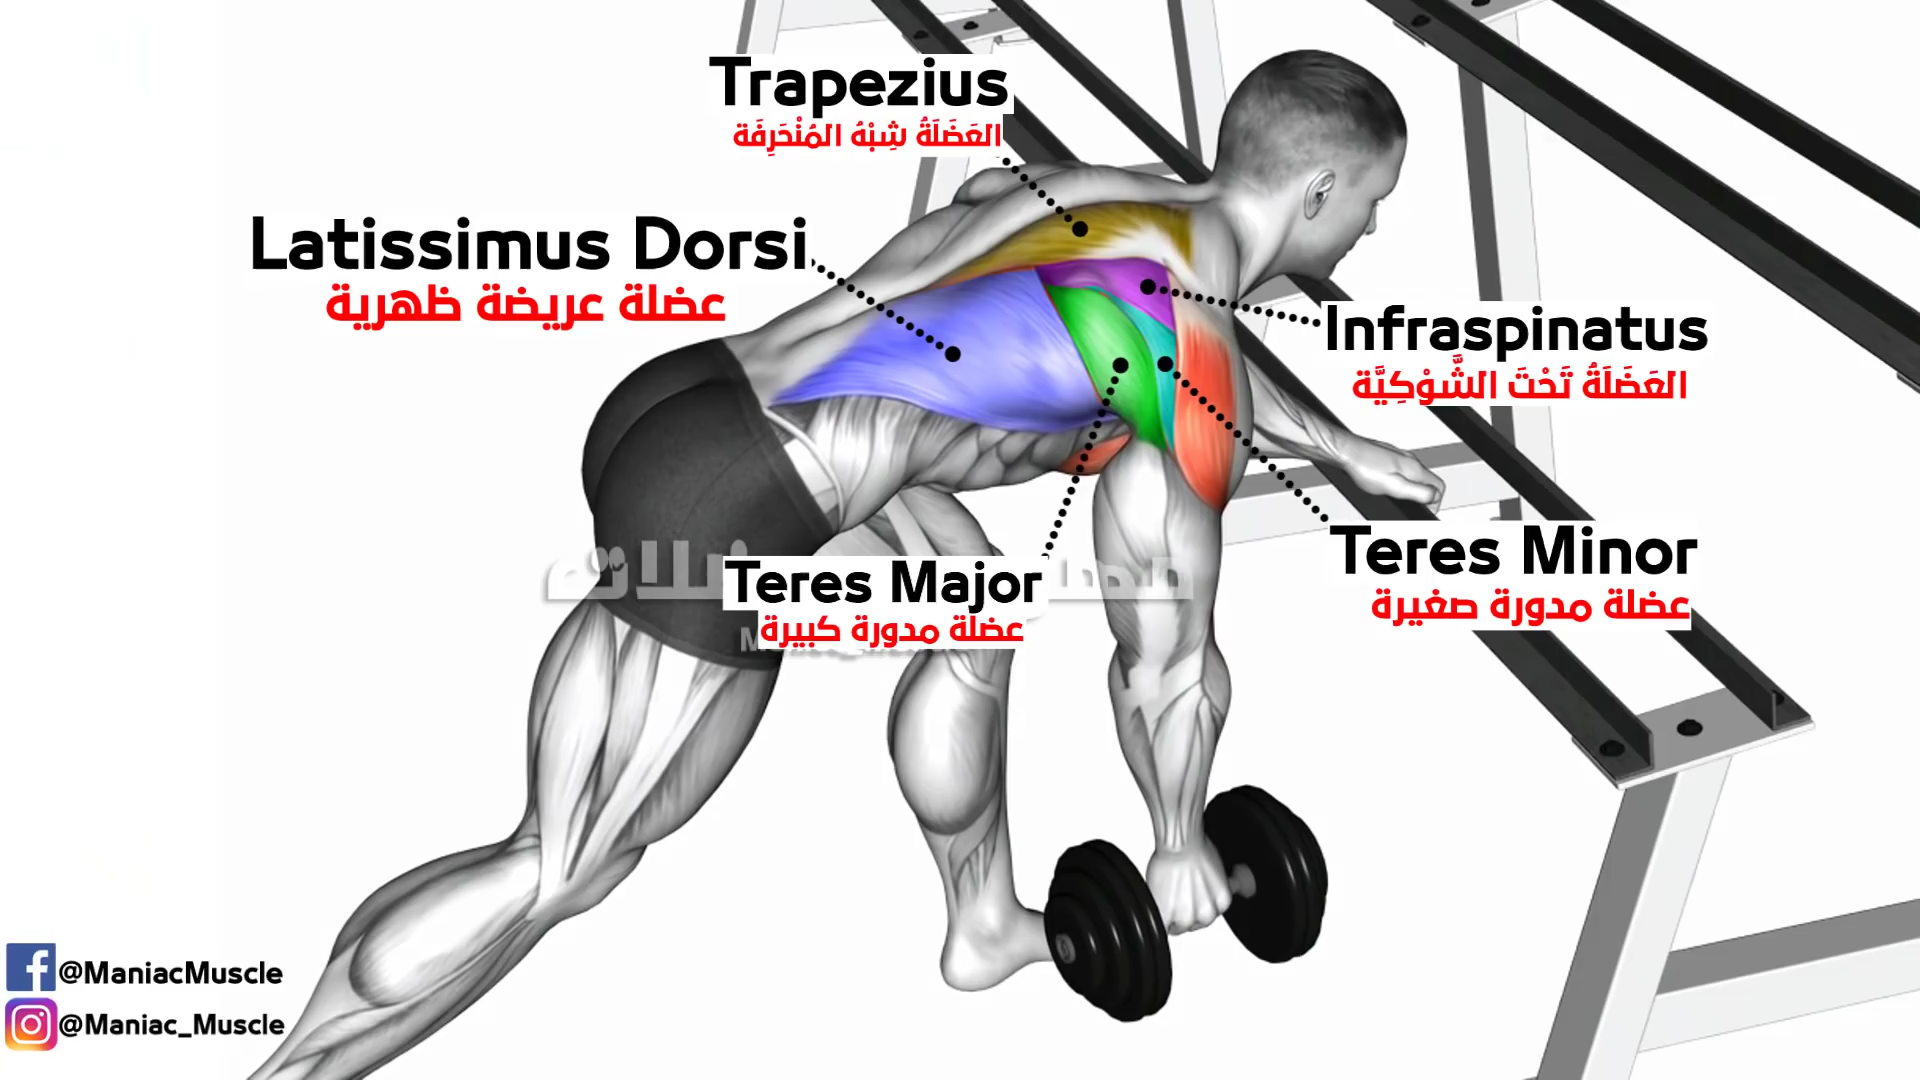 Trapezius
العَضَلَةُ شِبْهُ المُنْحَرِفَة
Latissimus Dorsi
عضلة عريضة ظهرية
Infraspinatus
العَضَلَةُ تَحْتَ الشَّوْكِيَّة
Teres Minor
عضلة مدورة صغيرة
Teres Major
عضلة مدورة كبيرة
@ManiacMuscle
@Maniac_Muscle